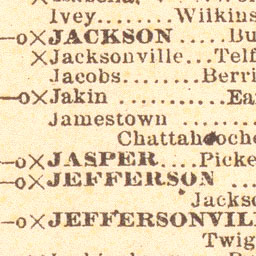 Ivey........Wilkins
—o×JACKSON .....Bu
×Jacksonville...Telf
Jacobs........Berri
—o×Jakin ..........Ea
Jamestown ........
Chattahooche
—o×JASPER....Picke
—o×JEFFERSON ...
Jackso
—o×JEFFERSONVILL
Twig